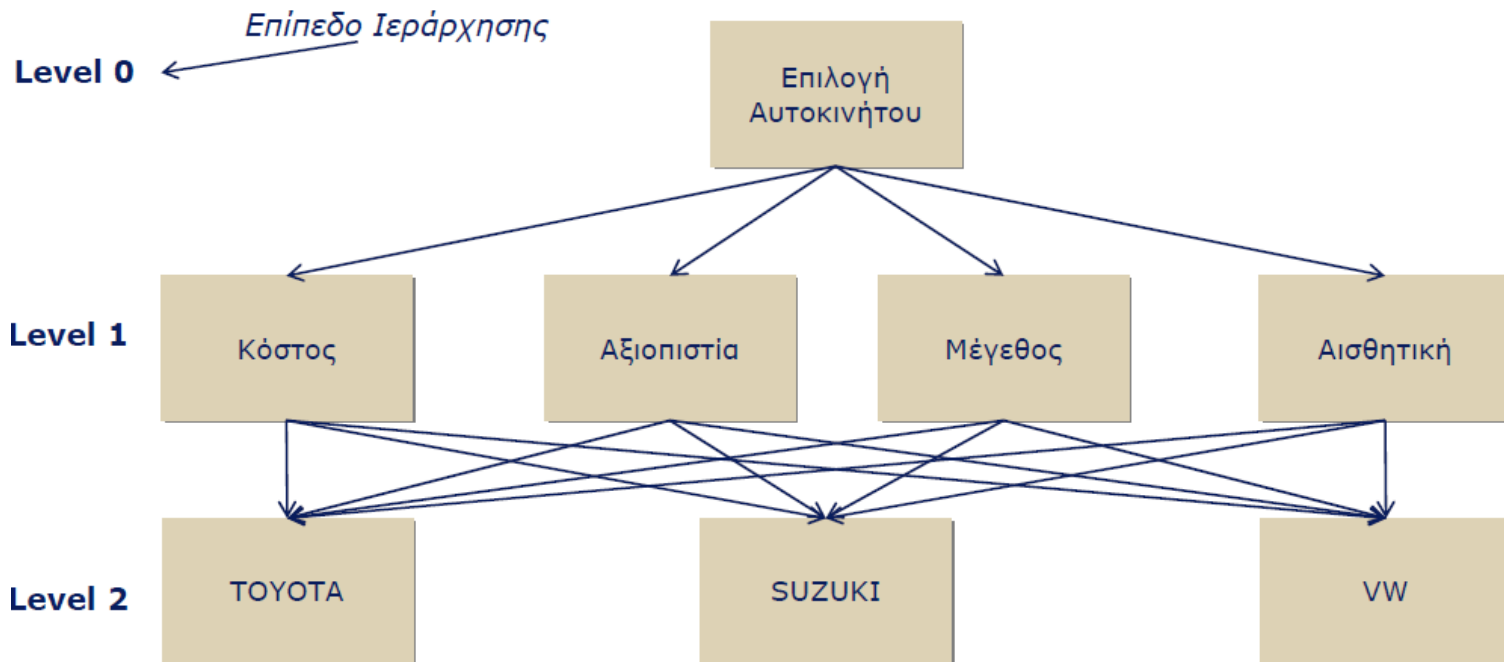 Επίπεδο Ιεράρχησης
Level 0
Επιλογή
Αυτοκινήτου
Level 1
Κόστος
Αξιοπιστία
Μέγεθος
Αισθητική
Level 2
TOYOTA
SUZUKI
VW